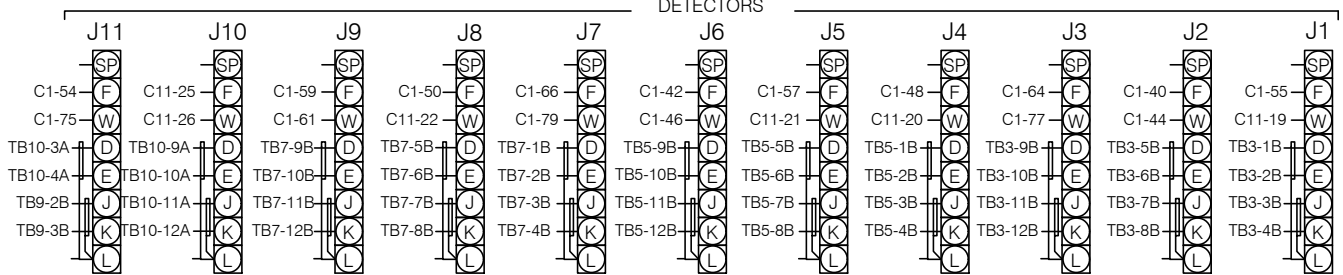 DETECTORS
J11 J10 J9 J8 J7 J6 J5 J4 J3 J2 J1
SP SP SP SP SP SP SP SP SP SP SP
C1-54 F C11-25 F C1-59 F C1-50 F C1-66 F C1-42 F C1-57 F C1-48 F C1-64 F C1-40 F C1-55 F
C1-75 W C11-26 W C1-61 W C11-22 W C1-79 W C1-46 W C11-21 W C11-20 W C1-77 W C1-44 W C11-19 W
TB10-3A D TB10-9A D TB7-9B D TB7-5B D TB7-1B D TB5-9B D TB5-5B D TB5-1B D TB3-9B D TB3-5B D TB3-1B D
TB10-4A E TB10-10A E TB7-10B E TB7-6B E TB7-2B E TB5-10B E TB5-6B E TB5-2B E TB3-10B E TB3-6B E TB3-2B E
TB9-2B J TB10-11A J TB7-11B J TB7-7B J TB7-3B J TB5-11B J TB5-7B J TB5-3B J TB3-11B J TB3-7B J TB3-3B J
TB9-3B K TB10-12A K TB7-12B K TB7-8B K TB7-4B K TB5-12B K TB5-8B K TB5-4B K TB3-12B K TB3-8B K TB3-4B K
L L L L L L L L L L L